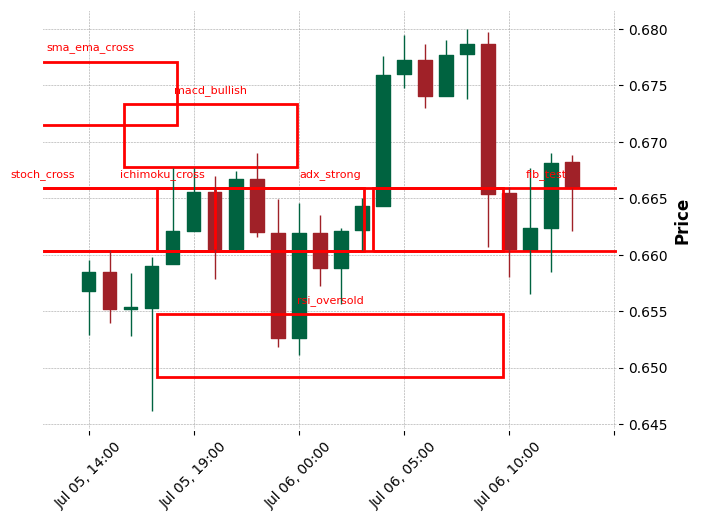 sma_ema_cross
macd_bullish
stoch_cross
ichimoku_cross
adx_strong
fib_test
rsi_oversold
0.680
0.675
0.670
0.665
0.660
0.655
0.650
0.645
Price
Jul 05, 14:00
Jul 05, 19:00
Jul 06, 00:00
Jul 06, 05:00
Jul 06, 10:00